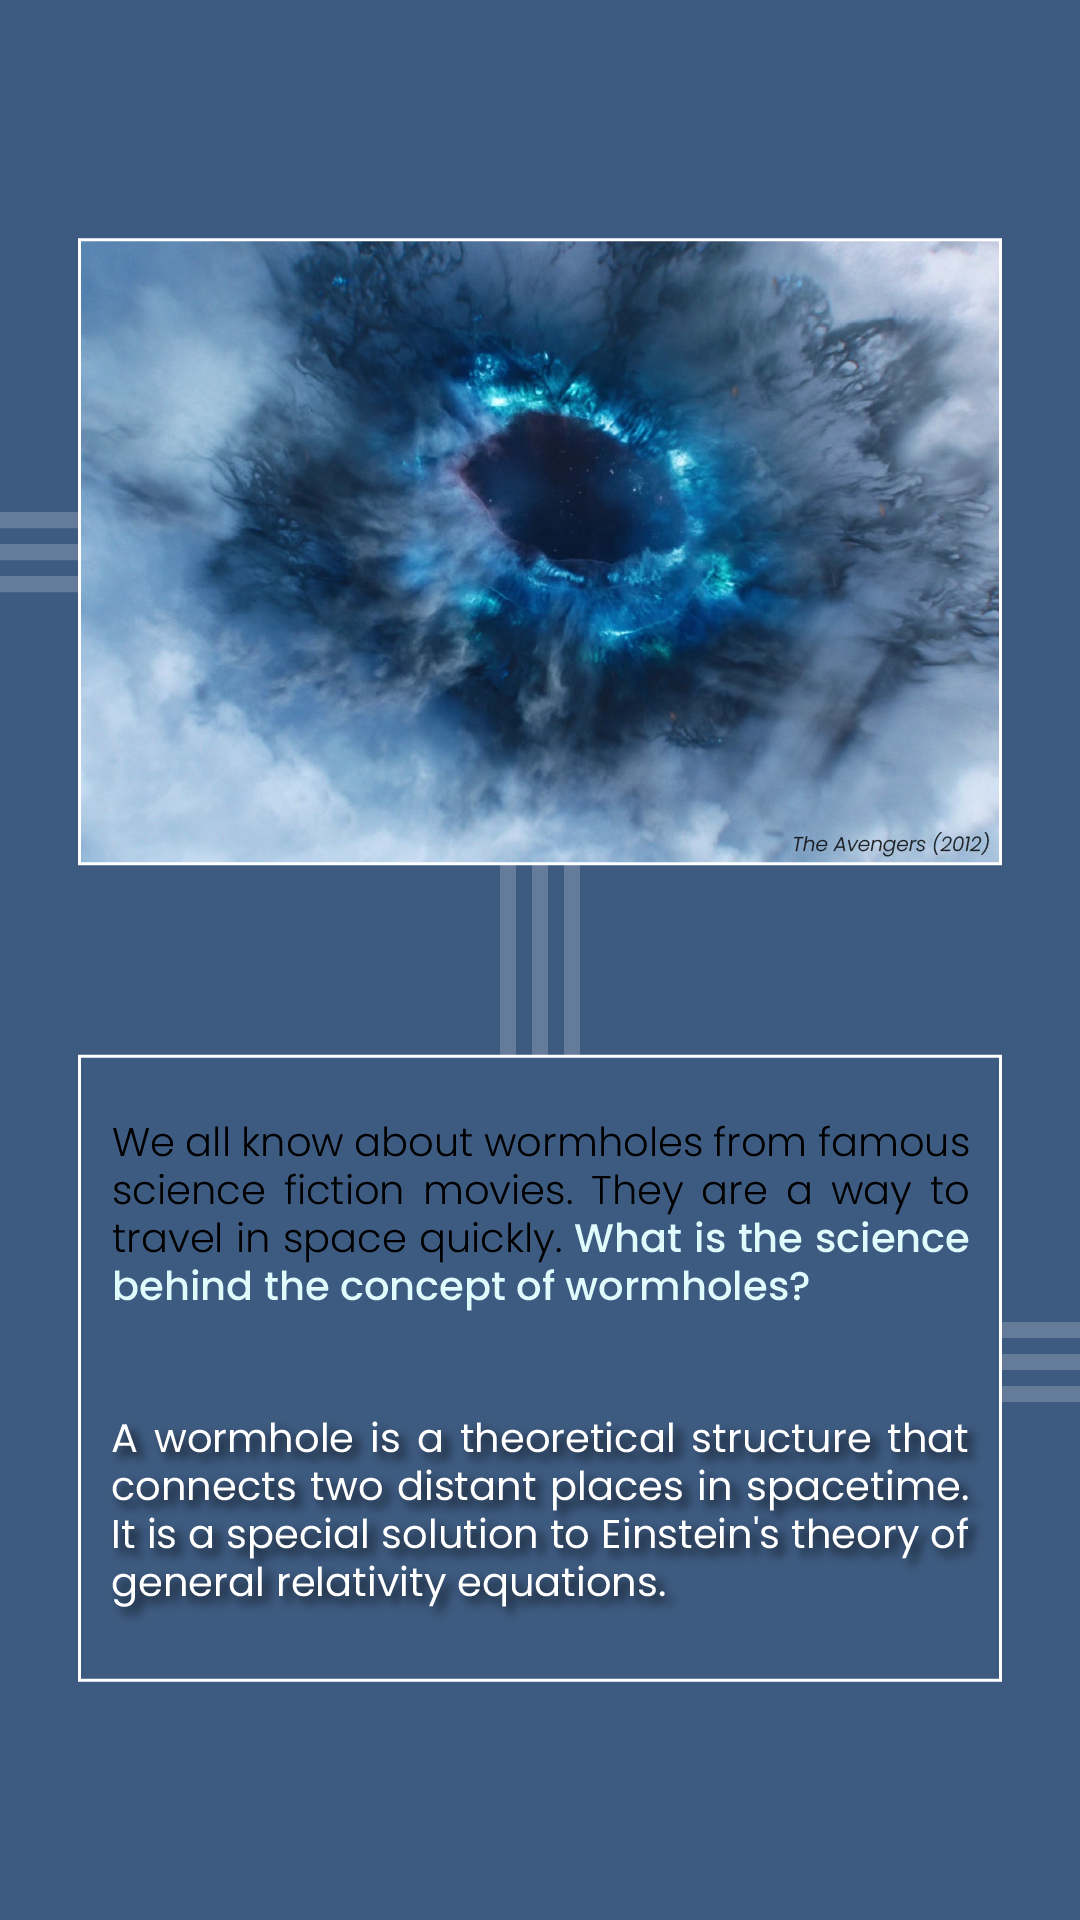 The Avengers (2012)
We all know about wormholes from famous
science fiction movies. They are a way to
travel in space quickly. What is the science
behind the concept of wormholes?
A wormhole is a theoretical structure that
connects two distant places in spacetime.
It is a special solution to Einstein's theory of
general relativity equations.